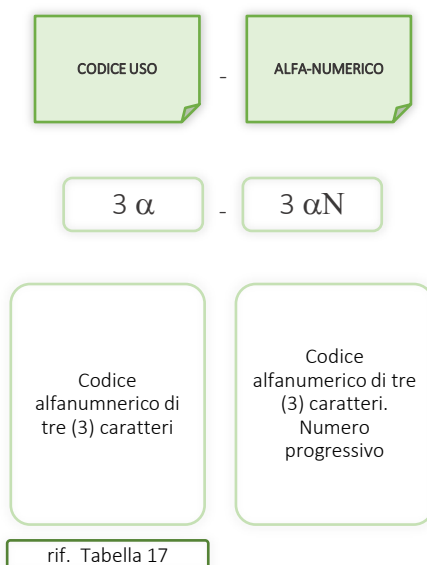 CODICE USO - ALFA-NUMERICO
3 α - 3 αN
Codice
alfanumnerico di
tre (3) caratteri
Codice
alfanumerico di tre
(3) caratteri.
Numero
progressivo
rif. Tabella 17